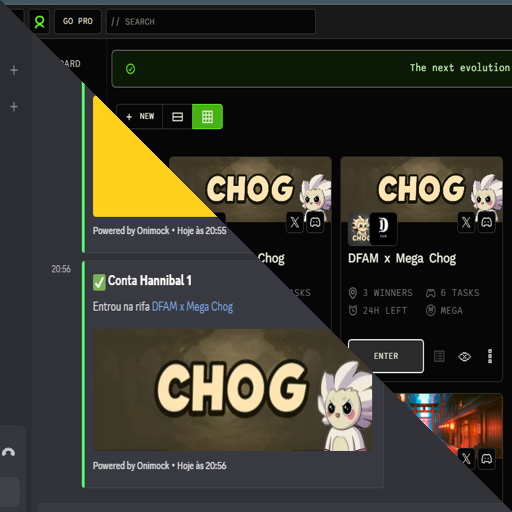 GO PRO
// SEARCH
The next evolution
+ NEW
Powered by Onimock • Hoje às 20:55
20:56
✅ Conta Hannibal 1
Entrou na rifa DFAM x Mega Chog
CHOG
Powered by Onimock • Hoje às 20:56
CHOG
Chog
CHOG
DFAM x Mega Chog
3 WINNERS
6 TASKS
24H LEFT
MEGA
ENTER